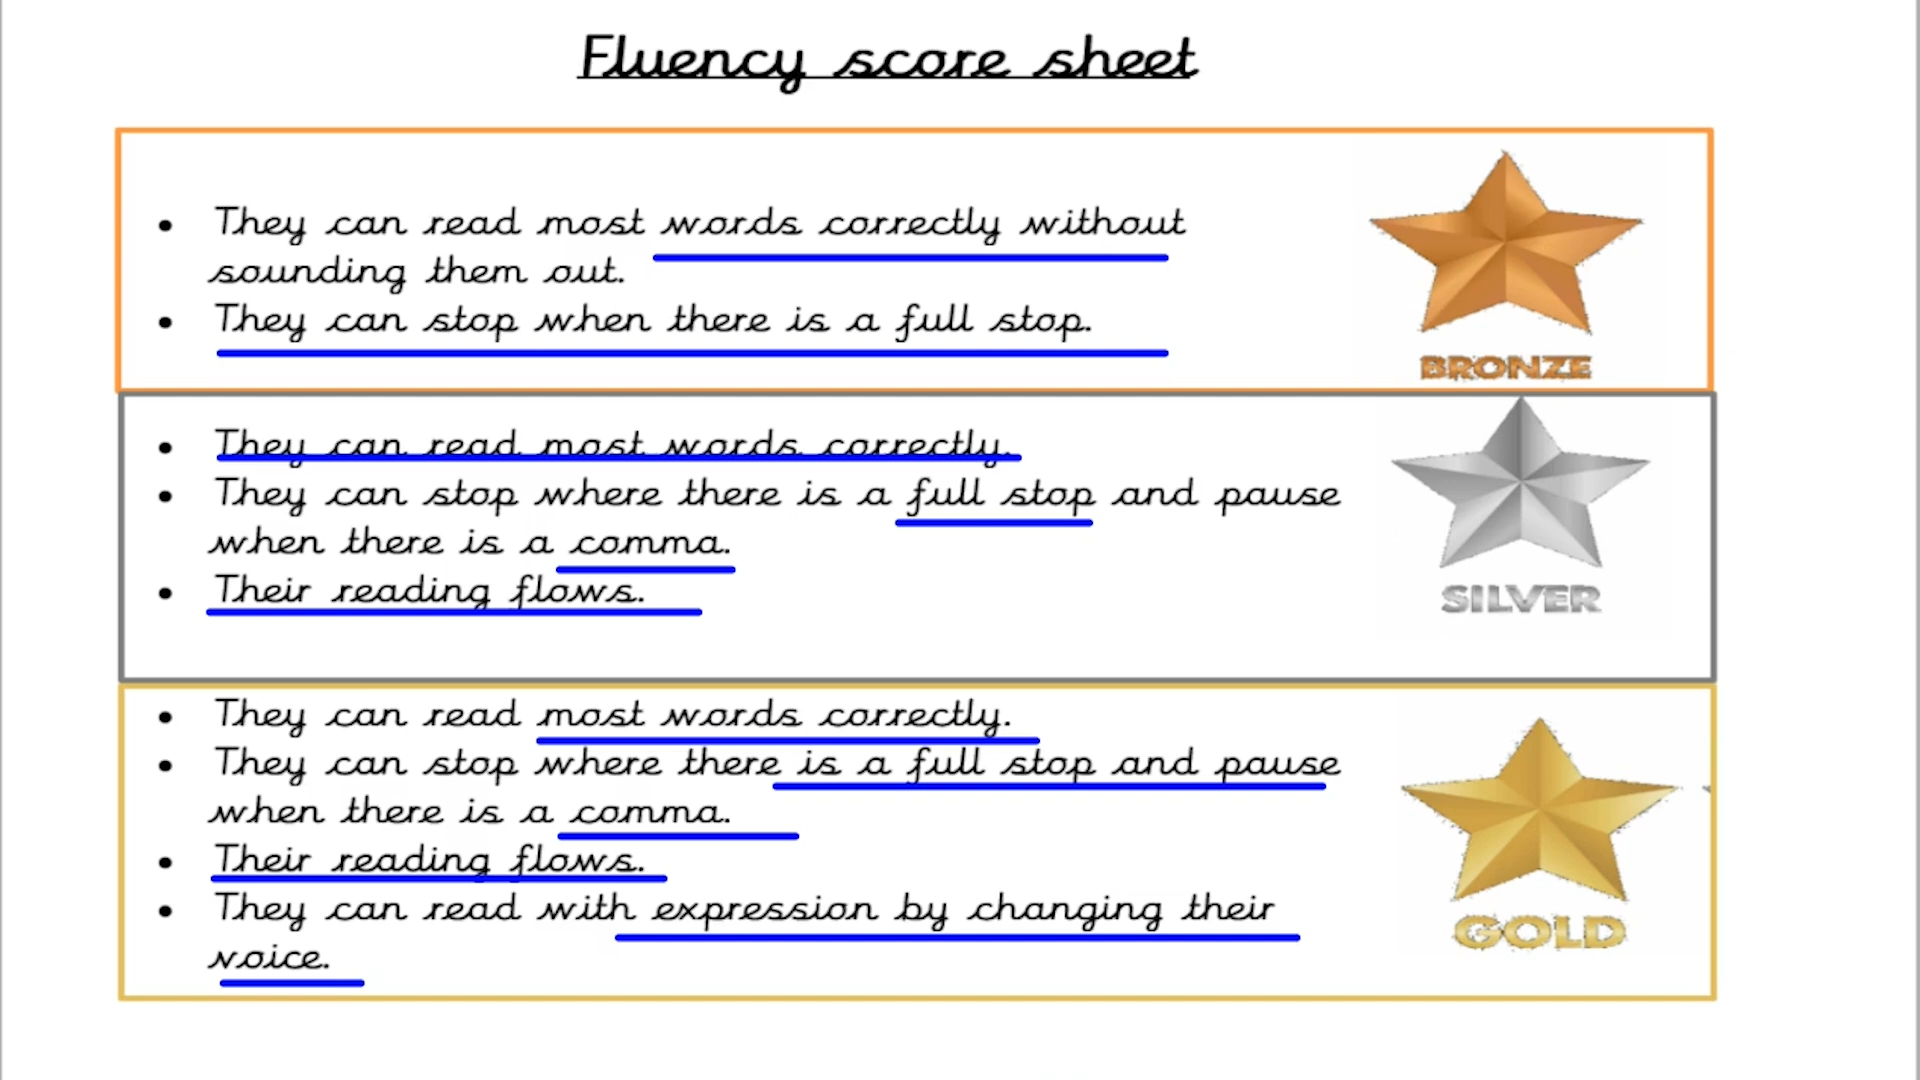 Fluency score sheet
• They can read most words correctly without
sounding them out.
• They can stop when there is a full stop.
BRONZE
• They can read most words correctly.
• They can stop where there is a full stop and pause
when there is a comma.
• Their reading flows.
SILVER
• They can read most words correctly.
• They can stop where there is a full stop and pause
when there is a comma.
• Their reading flows.
• They can read with expression by changing their
voice.
GOLD